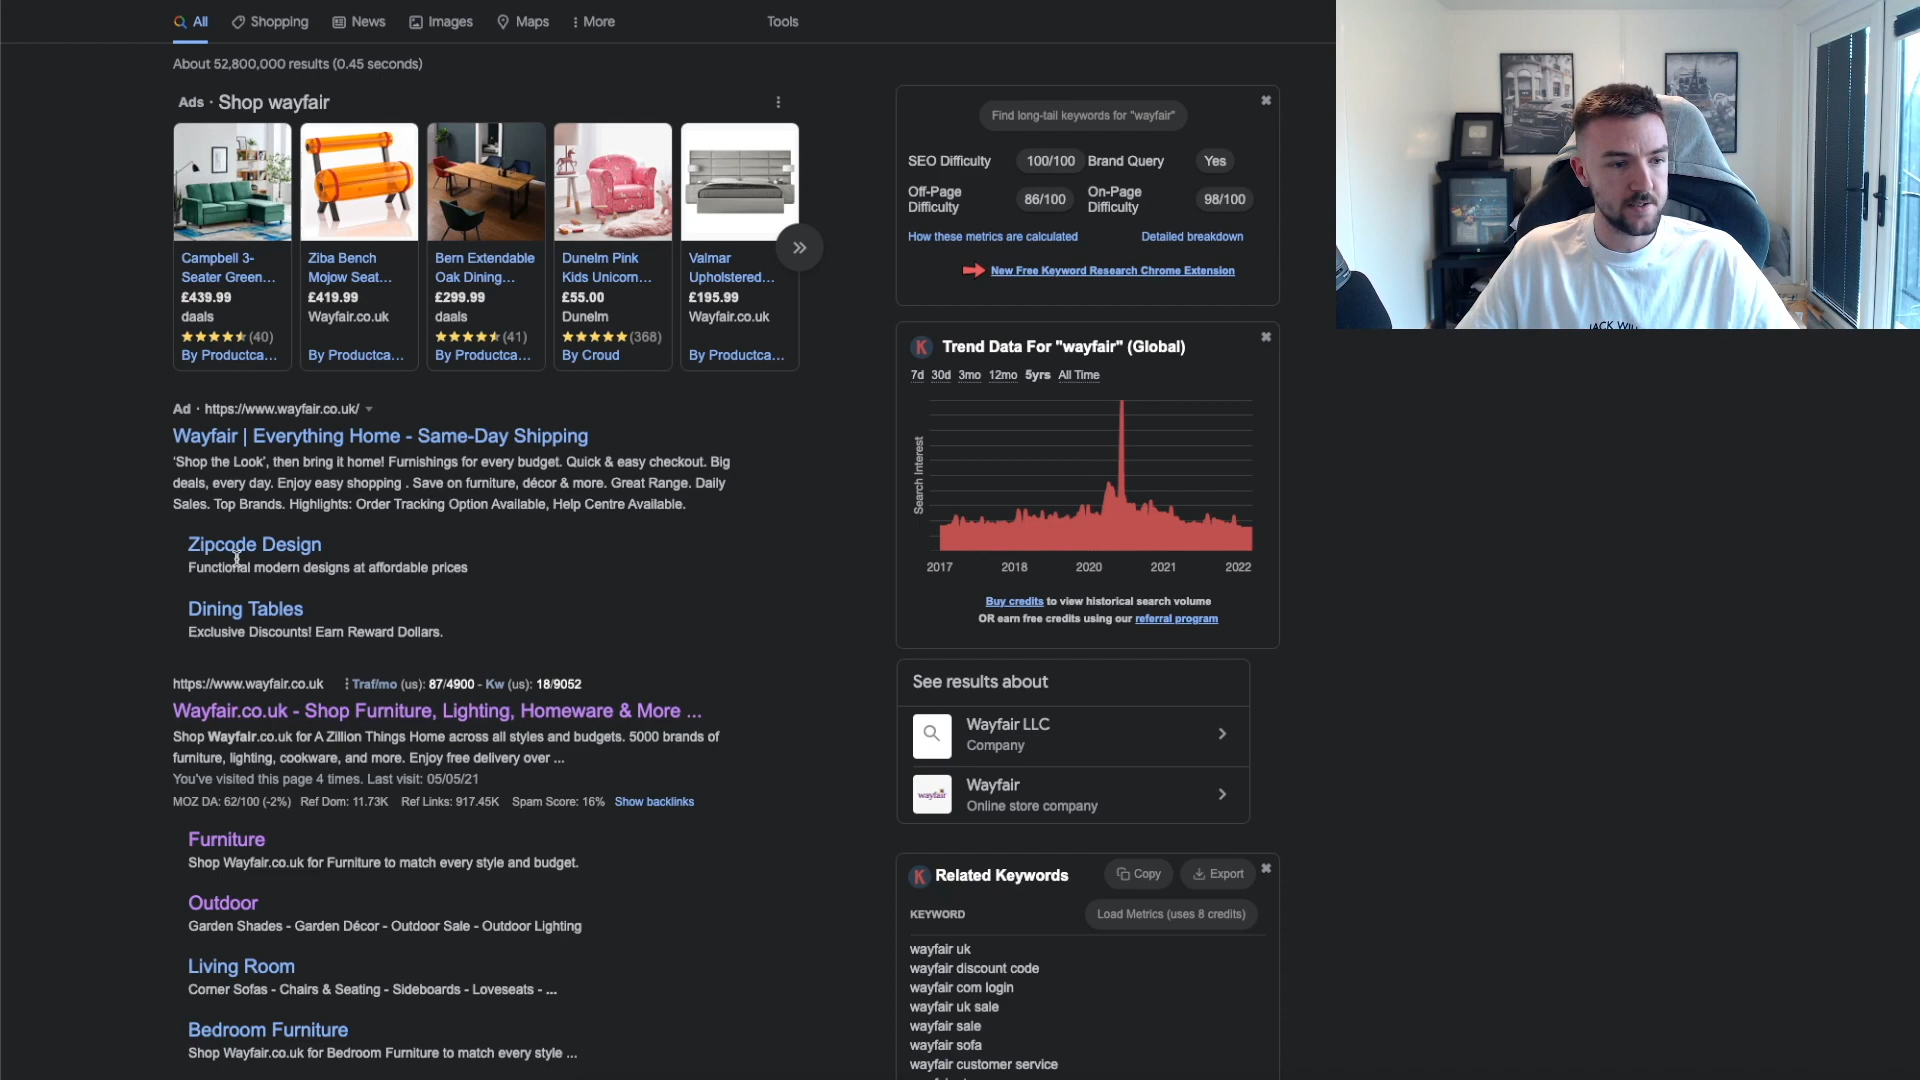 All
Shopping
News
Images
Maps
More
Tools
About 52,800,000 results (0.45 seconds)
Ads · Shop wayfair
Campbell 3-
Seater Green...
£439.99
daals
(40)
By Productca...
Ziba Bench
Mojow Seat...
£419.99
Wayfair.co.uk
By Productca...
Bern Extendable
Oak Dining...
£299.99
daals
(41)
By Productca...
Dunelm Pink
Kids Unicorn...
£55.00
Dunelm
(368)
By Croud
Valmar
Upholstered...
£195.99
Wayfair.co.uk
By Productca...
Ad · https://www.wayfair.co.uk/
Wayfair | Everything Home - Same-Day Shipping
'Shop the Look', then bring it home! Furnishings for every budget. Quick & easy checkout. Big
deals, every day. Enjoy easy shopping . Save on furniture, décor & more. Great Range. Daily
Sales. Top Brands. Highlights: Order Tracking Option Available, Help Centre Available.
Zipcode Design
Functional modern designs at affordable prices
Dining Tables
Exclusive Discounts! Earn Reward Dollars.
https://www.wayfair.co.uk Traf/mo (us): 87/4900 - Kw (us): 18/9052
Wayfair.co.uk - Shop Furniture, Lighting, Homeware & More ...
Shop Wayfair.co.uk for A Zillion Things Home across all styles and budgets. 5000 brands of
furniture, lighting, cookware, and more. Enjoy free delivery over ...
You've visited this page 4 times. Last visit: 05/05/21
MOZ DA: 62/100 (-2%) Ref Dom: 11.73K Ref Links: 917.45K Spam Score: 16% Show backlinks
Furniture
Shop Wayfair.co.uk for Furniture to match every style and budget.
Outdoor
Garden Shades - Garden Décor - Outdoor Sale - Outdoor Lighting
Living Room
Corner Sofas - Chairs & Seating - Sideboards - Loveseats - ...
Bedroom Furniture
Shop Wayfair.co.uk for Bedroom Furniture to match every style ...
Find long-tail keywords for "wayfair"
SEO Difficulty 100/100 Brand Query Yes
Off-Page Difficulty 86/100 On-Page Difficulty 98/100
How these metrics are calculated Detailed breakdown
New Free Keyword Research Chrome Extension
K Trend Data For "wayfair" (Global)
7d 30d 3mo 12mo 5yrs All Time
Search Interest
2017 2018 2020 2021 2022
Buy credits to view historical search volume
OR earn free credits using our referral program
See results about
Wayfair LLC
Company
wayfair
Wayfair
Online store company
K Related Keywords Copy Export
KEYWORD Load Metrics (uses 8 credits)
wayfair uk
wayfair discount code
wayfair com login
wayfair uk sale
wayfair sale
wayfair sofa
wayfair customer service
JACK WILL